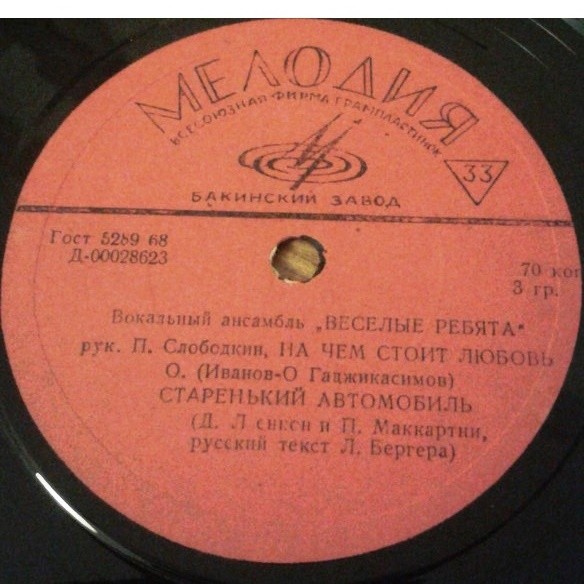 МЕЛОДИЯ
ВСЕСОЮЗНАЯ ФИРМА ГРАМПЛАСТИНОК
33
БАКИНСКИЙ ЗАВОД
Гост 5289 68
Д-00028623
70 коп
3 гр.
Вокальный ансамбль „ВЕСЕЛЫЕ РЕБЯТА"
рук. П. Слободкин, НА ЧЕМ СТОИТ ЛЮБОВЬ
О. (Иванов-О Гаджикасимов)
СТАРЕНЬКИЙ АВТОМОБИЛЬ
(Д. Л енксн и П. Маккартни,
русский текст Л. Бергера)